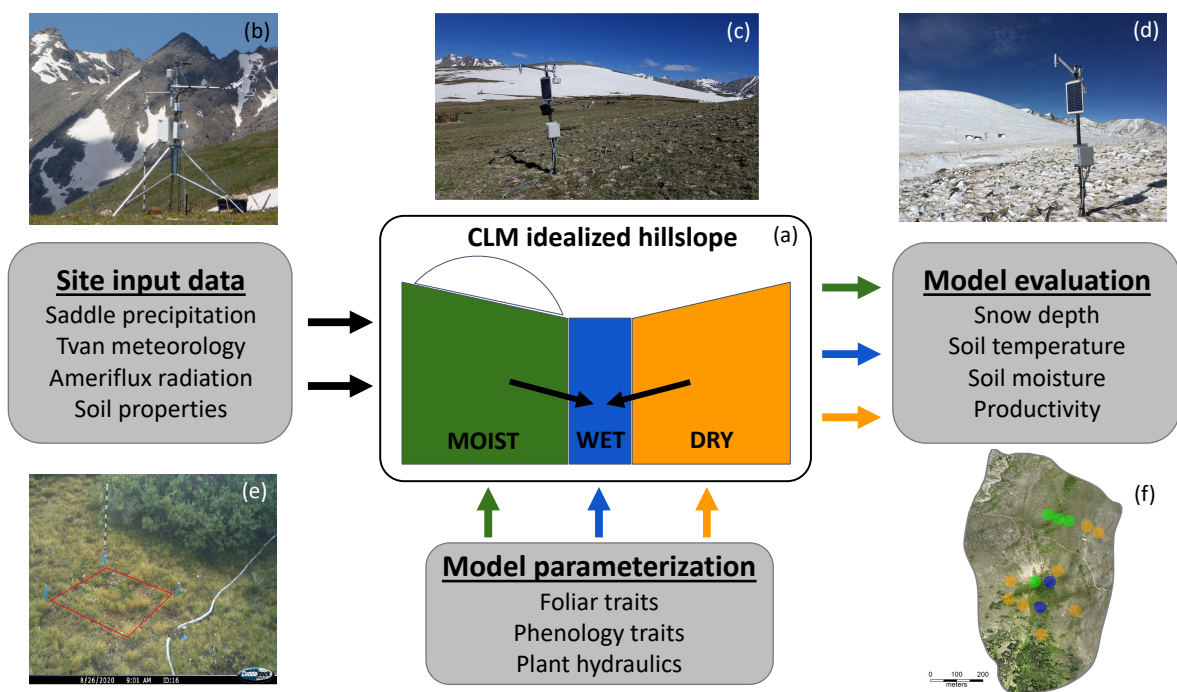 (b)
(c)
(d)
CLM idealized hillslope
(a)
Site input data
Saddle precipitation
Tvan meteorology
Ameriflux radiation
Soil properties
MOIST
WET
DRY
Model evaluation
Snow depth
Soil temperature
Soil moisture
Productivity
(e)
8/26/2020 9:01 AM ID:16
Cuddeback
Model parameterization
Foliar traits
Phenology traits
Plant hydraulics
(f)
0 100 200
meters